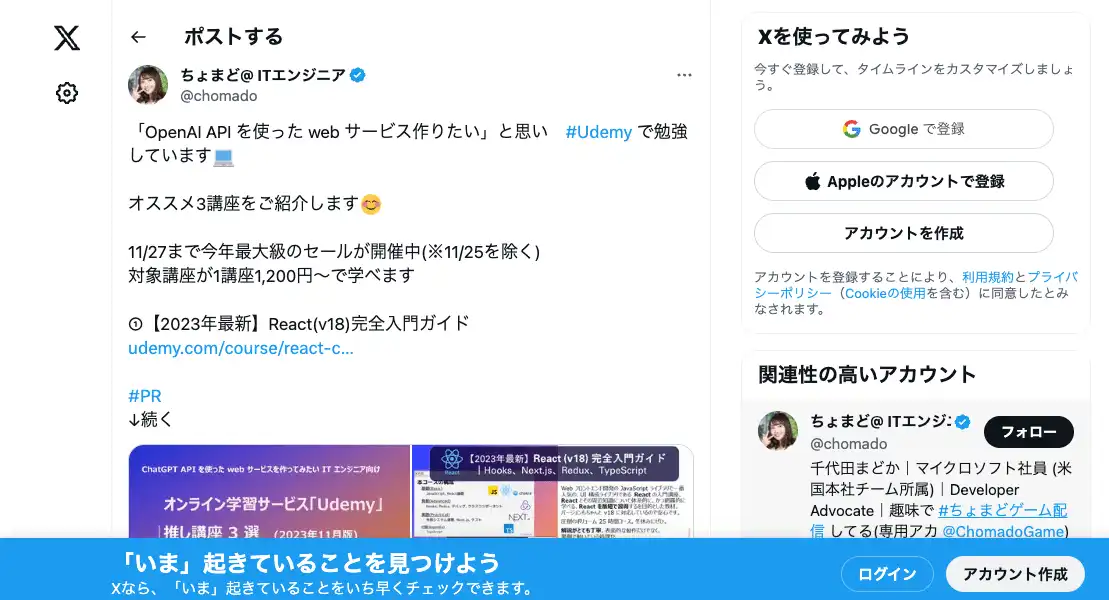 ポストする
ちょまど@ ITエンジニア
@chomado
「OpenAI API を使った web サービス作りたい」と思い #Udemy で勉強
しています💻
オススメ3講座をご紹介します😊
11/27まで今年最大級のセールが開催中(※11/25を除く)
対象講座が1講座1,200円〜で学べます
①【2023年最新】React(v18)完全入門ガイド
udemy.com/course/react-c…
#PR
↓続く
ChatGPT API を使った web サービスを作ってみたい IT エンジニア向け
オンライン学習サービス「Udemy」
推し講座 3 選 (2023年11月版)
【2023年最新】React (v18) 完全入門ガイド
| Hooks、Next.js、Redux、TypeScript
React
本コースの構成
JS
NEXT
TS
Xを使ってみよう
今すぐ登録して、タイムラインをカスタマイズしましょ
う。
Google で登録
Appleのアカウントで登録
アカウントを作成
アカウントを登録することにより、利用規約とプライバ
シーポリシー（Cookieの使用を含む）に同意したとみ
なされます。
関連性の高いアカウント
ちょまど@ ITエンジニ
@chomado
フォロー
千代田まどか｜マイクロソフト社員 (米
国本社チーム所属)｜Developer
Advocate｜趣味で #ちょまどゲーム配
信 してる(専用アカ @ChomadoGame)
「いま」起きていることを見つけよう
Xなら、「いま」起きていることをいち早くチェックできます。
ログイン
アカウント作成